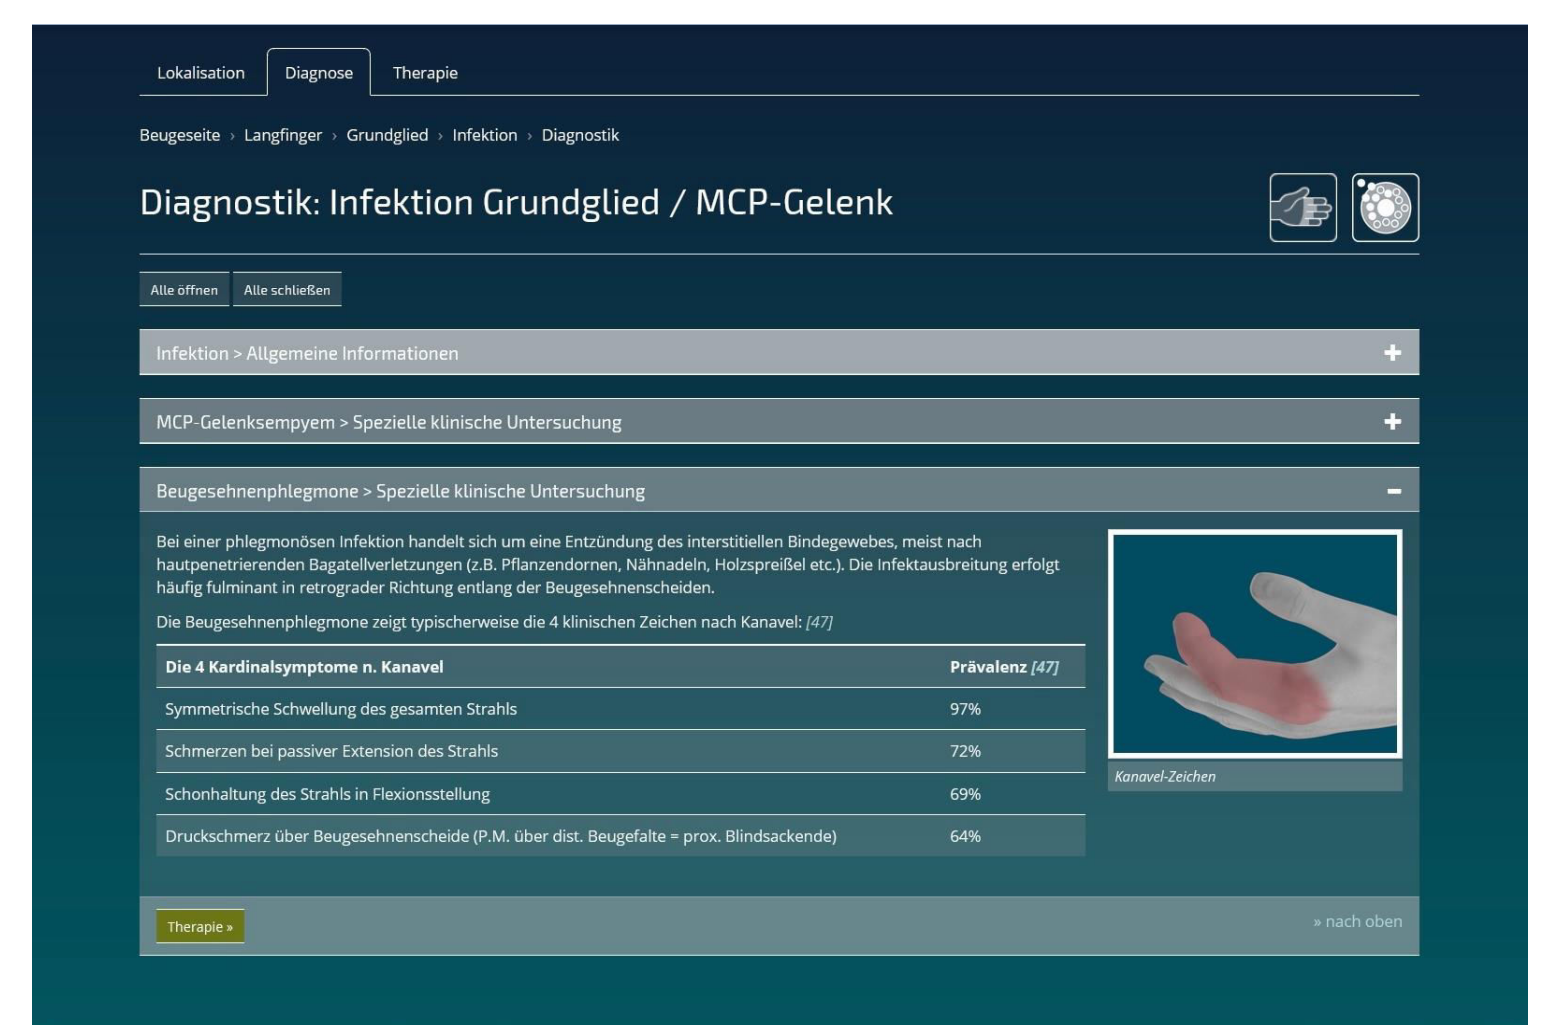 Lokalisation Diagnose Therapie
Beugeseite › Langfinger › Grundglied › Infektion › Diagnostik
Diagnostik: Infektion Grundglied / MCP-Gelenk
Alle öffnen Alle schließen
Infektion > Allgemeine Informationen
MCP-Gelenksempyem > Spezielle klinische Untersuchung
Beugesehnenphlegmone > Spezielle klinische Untersuchung
Bei einer phlegmonösen Infektion handelt sich um eine Entzündung des interstitiellen Bindegewebes, meist nach
hautpenetrierenden Bagatellverletzungen (z.B. Pflanzendornen, Nähnadeln, Holzspreißel etc.). Die Infektausbreitung erfolgt
häufig fulminant in retrograder Richtung entlang der Beugesehnenscheiden.
Die Beugesehnenphlegmone zeigt typischerweise die 4 klinischen Zeichen nach Kanavel: [47]
Die 4 Kardinalsymptome n. Kanavel Prävalenz [47]
Symmetrische Schwellung des gesamten Strahls 97%
Schmerzen bei passiver Extension des Strahls 72%
Schonhaltung des Strahls in Flexionsstellung 69%
Druckschmerz über Beugesehnenscheide (P.M. über dist. Beugefalte = prox. Blindsackende) 64%
Kanavel-Zeichen
Therapie »
» nach oben